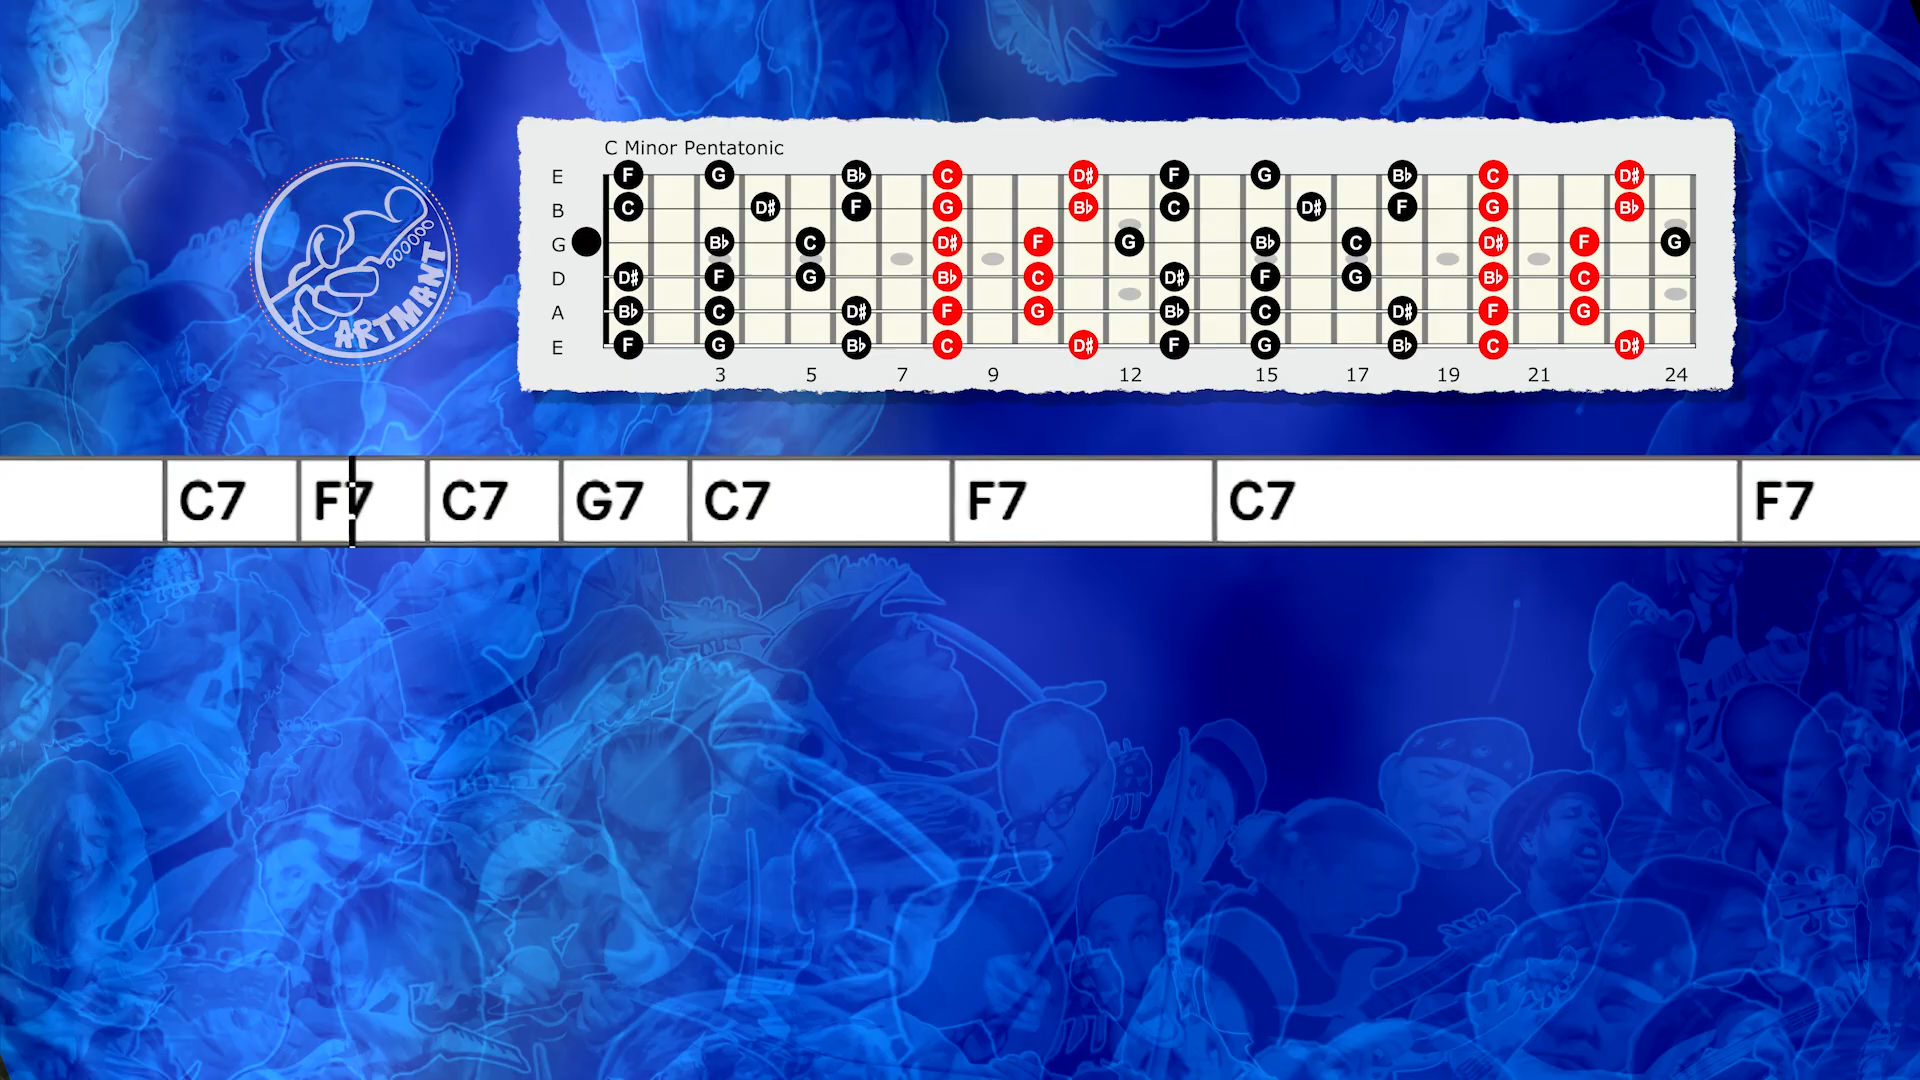 C Minor Pentatonic
E F G B♭ C D♯ F G B♭ C D♯
B C D♯ F G B♭ C D♯ F G B♭
G B♭ C D♯ F G B♭ C D♯ F G
D D♯ F G B♭ C D♯ F G B♭ C
A B♭ C D♯ F G B♭ C D♯ F G
E F G B♭ C D♯ F G B♭ C D♯
3 5 7 9 12 15 17 19 21 24
ARTMANT
C7 F7 C7 G7 C7 F7 C7 F7